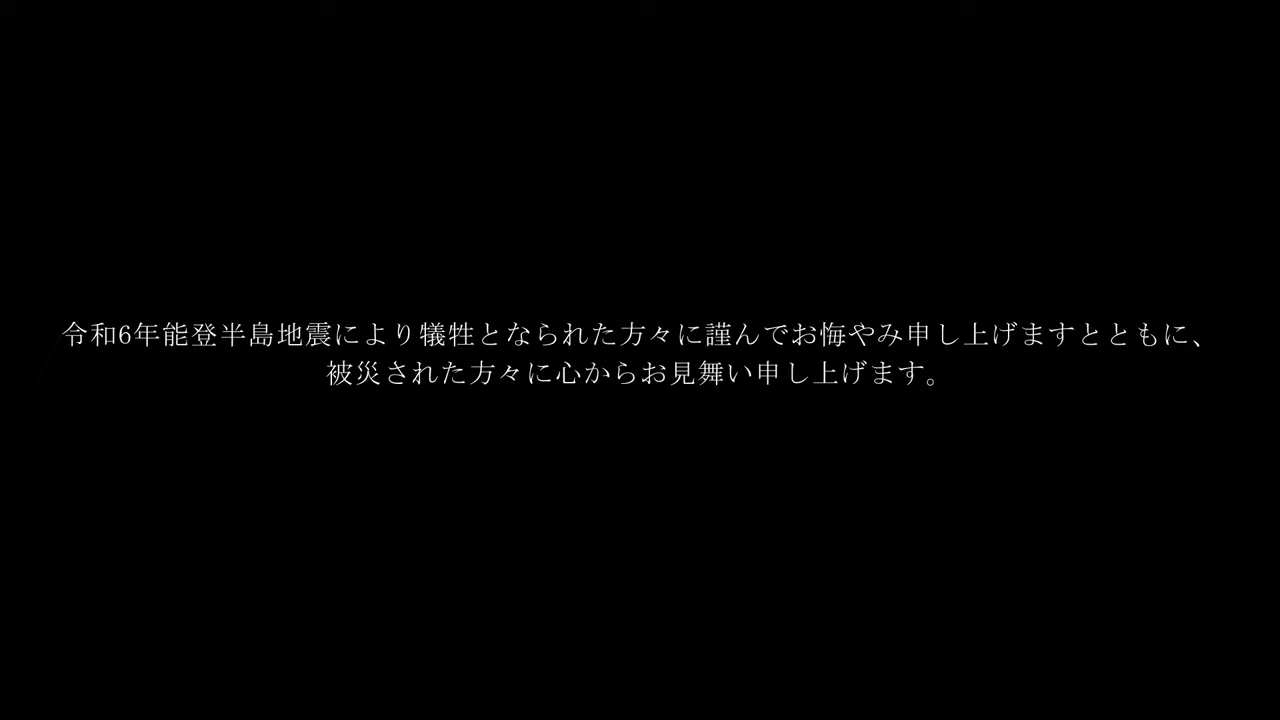 令和6年能登半島地震により犠牲となられた方々に謹んでお悔やみ申し上げますとともに、
被災された方々に心からお見舞い申し上げます。